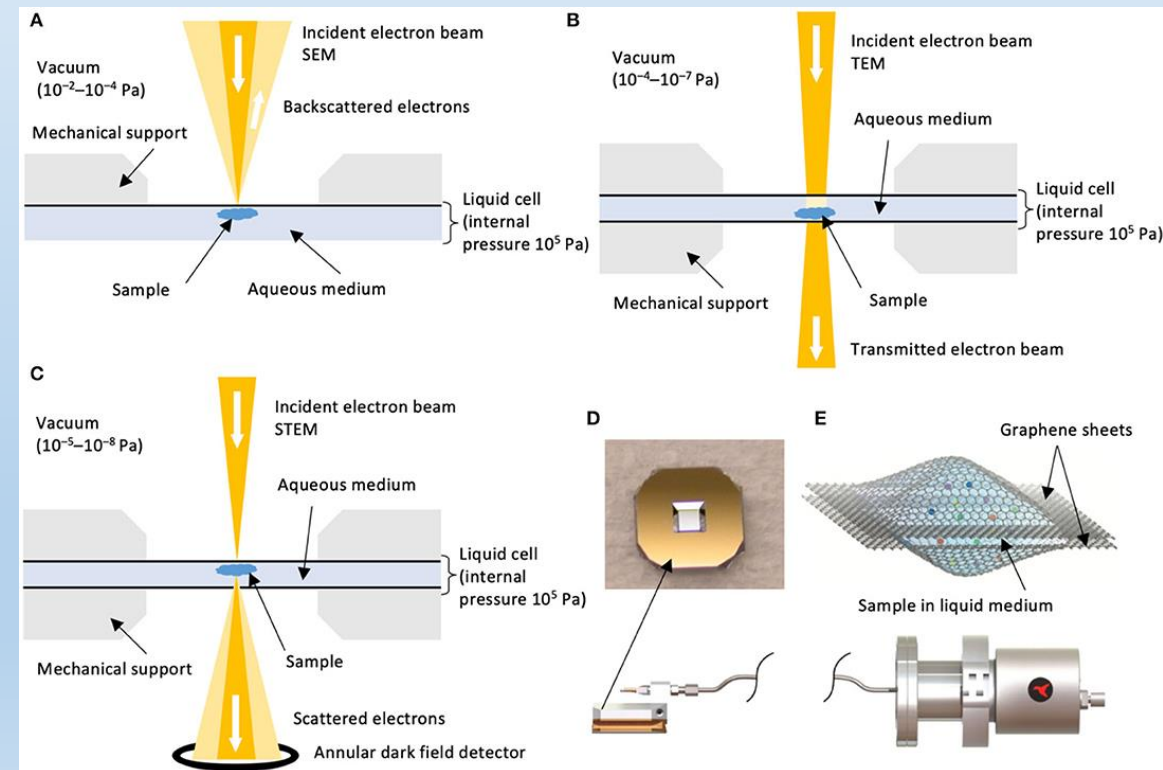 A
Incident electron beam
SEM
Vacuum
(10⁻²–10⁻⁴ Pa)
Backscattered electrons
Mechanical support
Liquid cell
(internal
pressure 10⁵ Pa)
Sample
Aqueous medium
B
Incident electron beam
TEM
Vacuum
(10⁻⁴–10⁻⁷ Pa)
Aqueous medium
Liquid cell
(internal
pressure 10⁵ Pa)
Mechanical support
Sample
Transmitted electron beam
C
Incident electron beam
STEM
Vacuum
(10⁻⁵–10⁻⁸ Pa)
Aqueous medium
Liquid cell
(internal
pressure 10⁵ Pa)
Mechanical support
Sample
Scattered electrons
Annular dark field detector
D
E
Graphene sheets
Sample in liquid medium